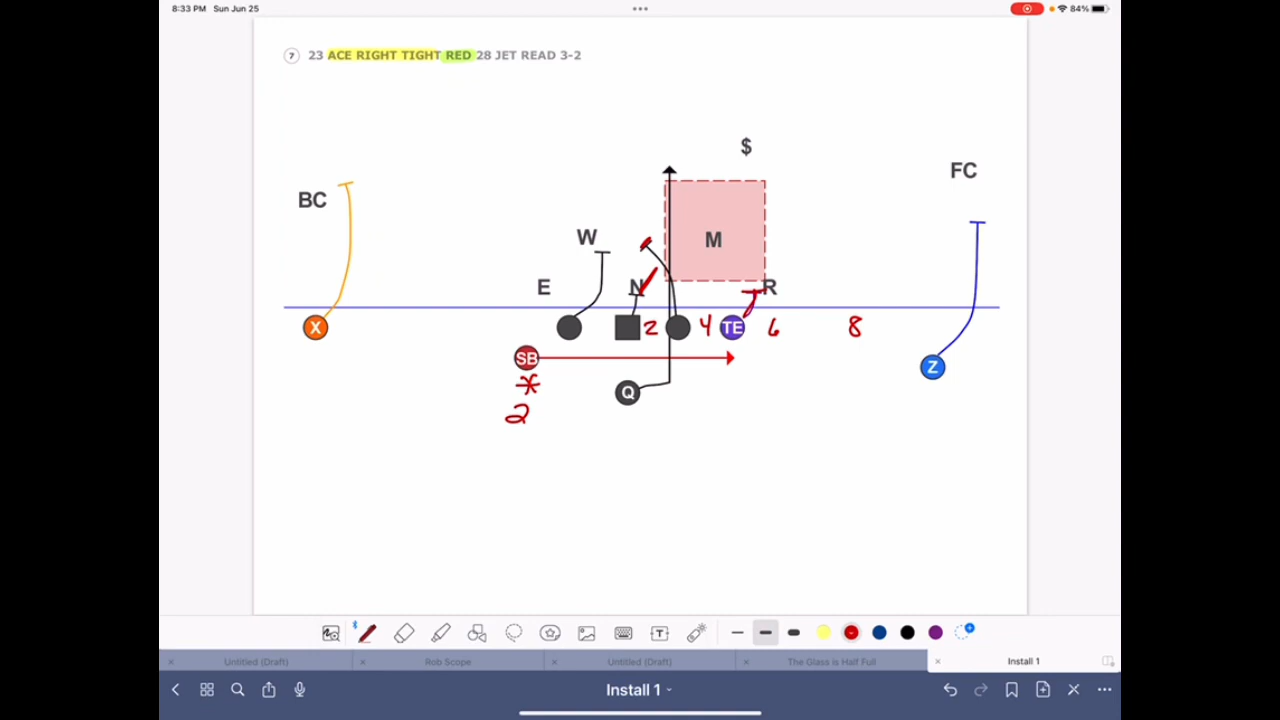 8:33 PM Sun Jun 25
84%
7 23 ACE RIGHT TIGHT RED 28 JET READ 3-2
$
FC
BC
W
M
E
N
R
X
2
4
TE
6
8
SB
Z
Q
2
T
Untitled (Draft)
Rob Scope
Untitled (Draft)
The Glass is Half Full
Install 1
Install 1